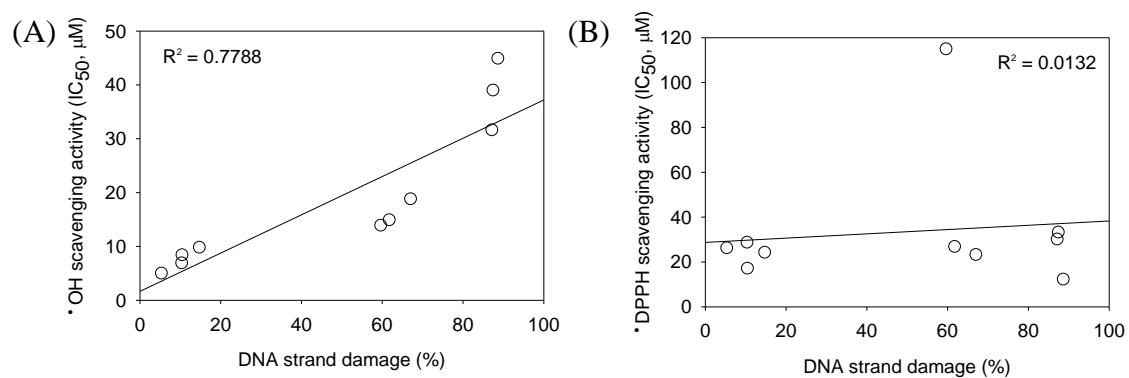 (A)
•OH scavenging activity (IC50, μM)
50
40
30
20
10
0
R² = 0.7788
0 20 40 60 80 100
DNA strand damage (%)
(B)
•DPPH scavenging activity (IC50, μM)
120
100
80
60
40
20
0
R² = 0.0132
0 20 40 60 80 100
DNA strand damage (%)